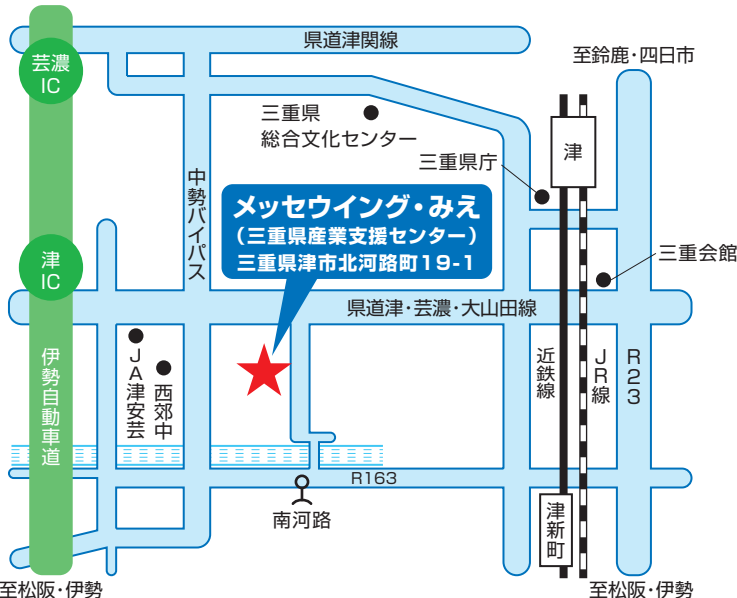 県道津関線
芸濃
IC
至鈴鹿・四日市
三重県
総合文化センター
津
三重県庁
中勢バイパス
メッセウイング・みえ
(三重県産業支援センター)
三重県津市北河路町19-1
津
IC
三重会館
県道津・芸濃・大山田線
伊勢自動車道
JA津安芸
西郊中
近鉄線
JR線
R23
R163
南河路
津新町
至松阪・伊勢
至松阪・伊勢